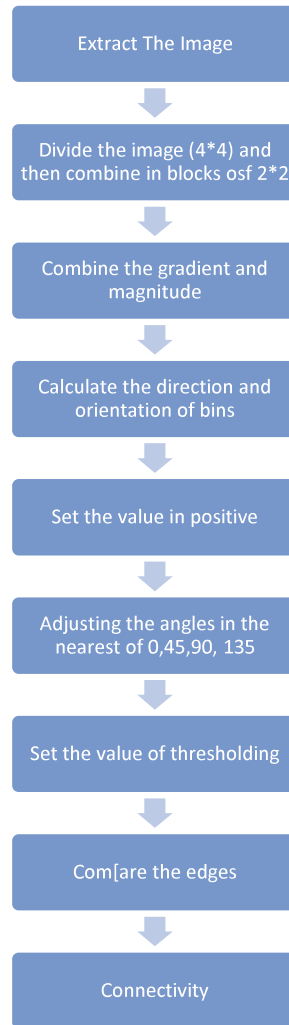 Extract The Image
Divide the image (4*4) and
then combine in blocks osf 2*2
Combine the gradient and
magnitude
Calculate the direction and
orientation of bins
Set the value in positive
Adjusting the angles in the
nearest of 0,45,90, 135
Set the value of thresholding
Com[are the edges
Connectivity